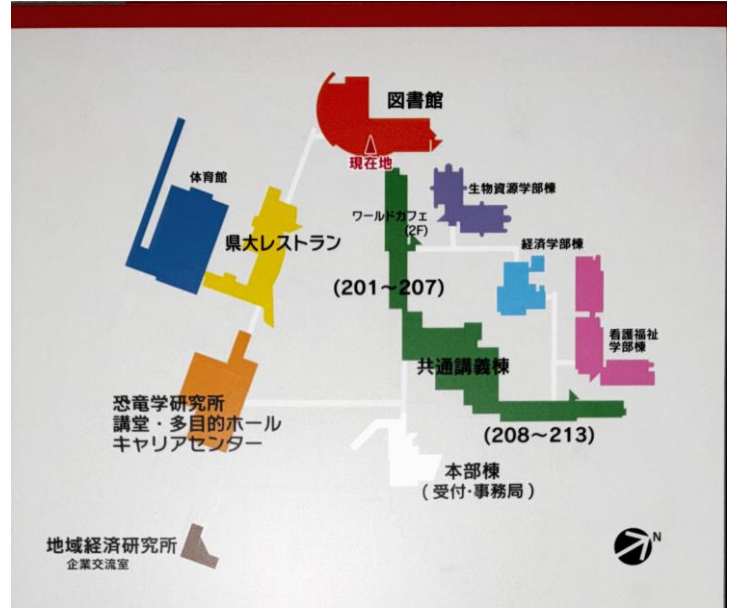 図書館
現在地
体育館
生物資源学部棟
ワールドカフェ
(2F)
県大レストラン
経済学部棟
(201~207)
看護福祉
学部棟
共通講義棟
恐竜学研究所
講堂・多目的ホール
キャリアセンター
(208~213)
本部棟
(受付・事務局)
地域経済研究所
企業交流室
N